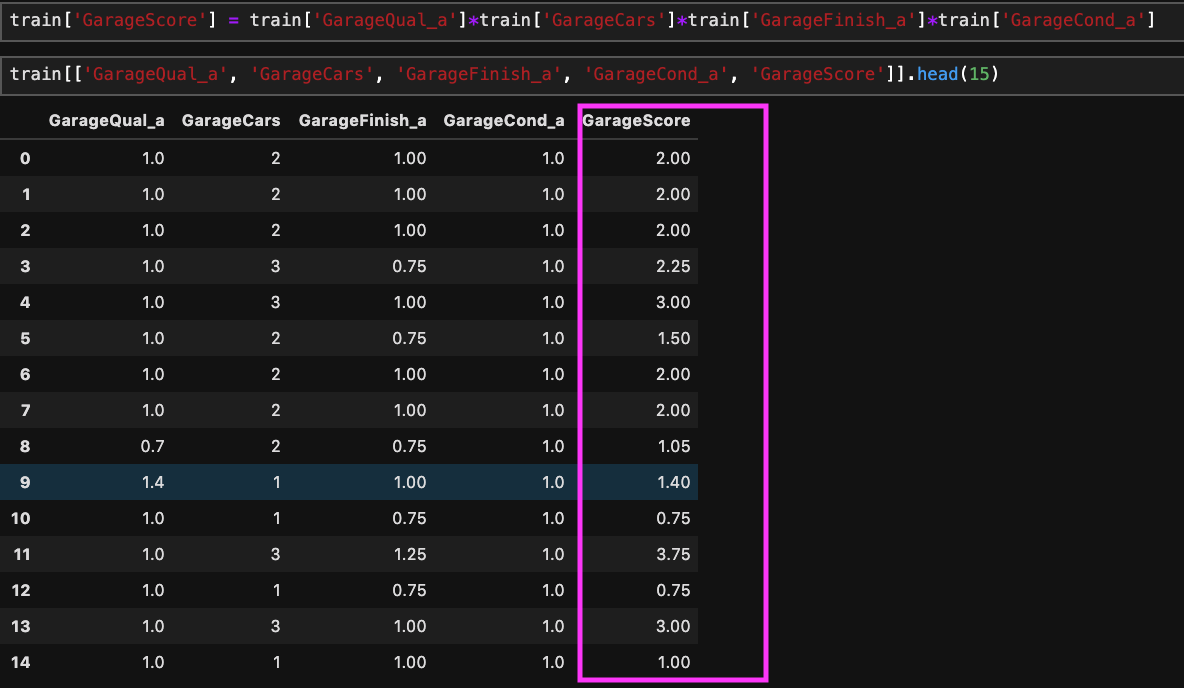 train['GarageScore'] = train['GarageQual_a']*train['GarageCars']*train['GarageFinish_a']*train['GarageCond_a']
train[['GarageQual_a', 'GarageCars', 'GarageFinish_a', 'GarageCond_a', 'GarageScore']].head(15)
GarageQual_a GarageCars GarageFinish_a GarageCond_a GarageScore
0 1.0 2 1.00 1.0 2.00
1 1.0 2 1.00 1.0 2.00
2 1.0 2 1.00 1.0 2.00
3 1.0 3 0.75 1.0 2.25
4 1.0 3 1.00 1.0 3.00
5 1.0 2 0.75 1.0 1.50
6 1.0 2 1.00 1.0 2.00
7 1.0 2 1.00 1.0 2.00
8 0.7 2 0.75 1.0 1.05
9 1.4 1 1.00 1.0 1.40
10 1.0 1 0.75 1.0 0.75
11 1.0 3 1.25 1.0 3.75
12 1.0 1 0.75 1.0 0.75
13 1.0 3 1.00 1.0 3.00
14 1.0 1 1.00 1.0 1.00